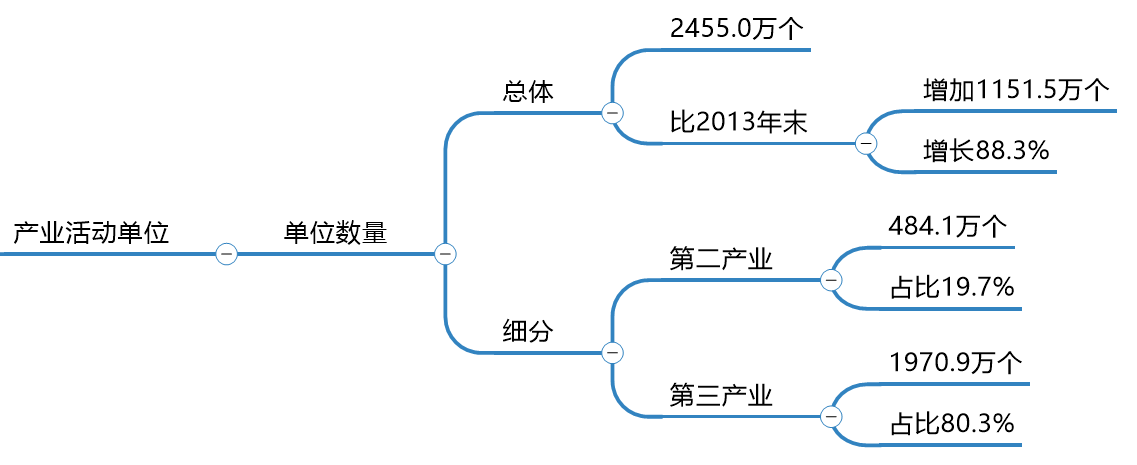 产业活动单位
单位数量
总体
2455.0万个
比2013年末
增加1151.5万个
增长88.3%
细分
第二产业
484.1万个
占比19.7%
第三产业
1970.9万个
占比80.3%